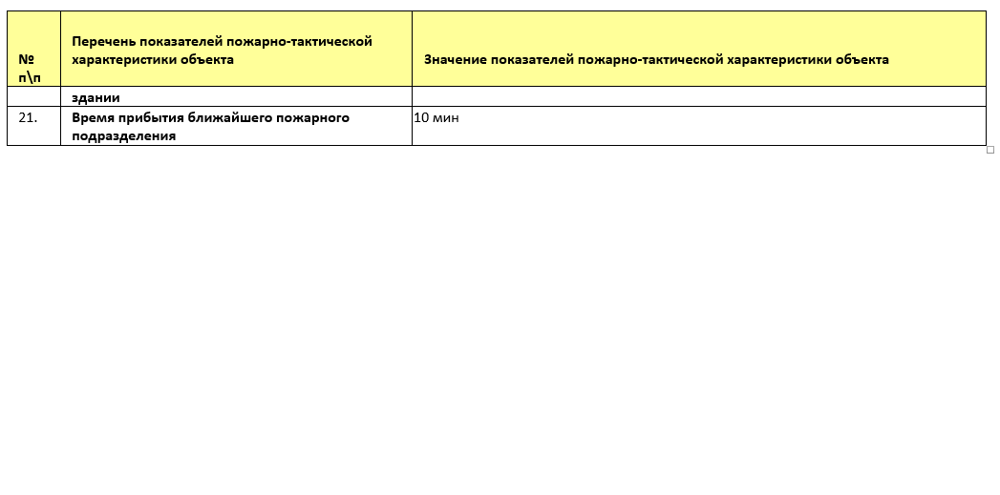 №
п\п
Перечень показателей пожарно-тактической
характеристики объекта
Значение показателей пожарно-тактической характеристики объекта
здании
21.
Время прибытия ближайшего пожарного
подразделения
10 мин